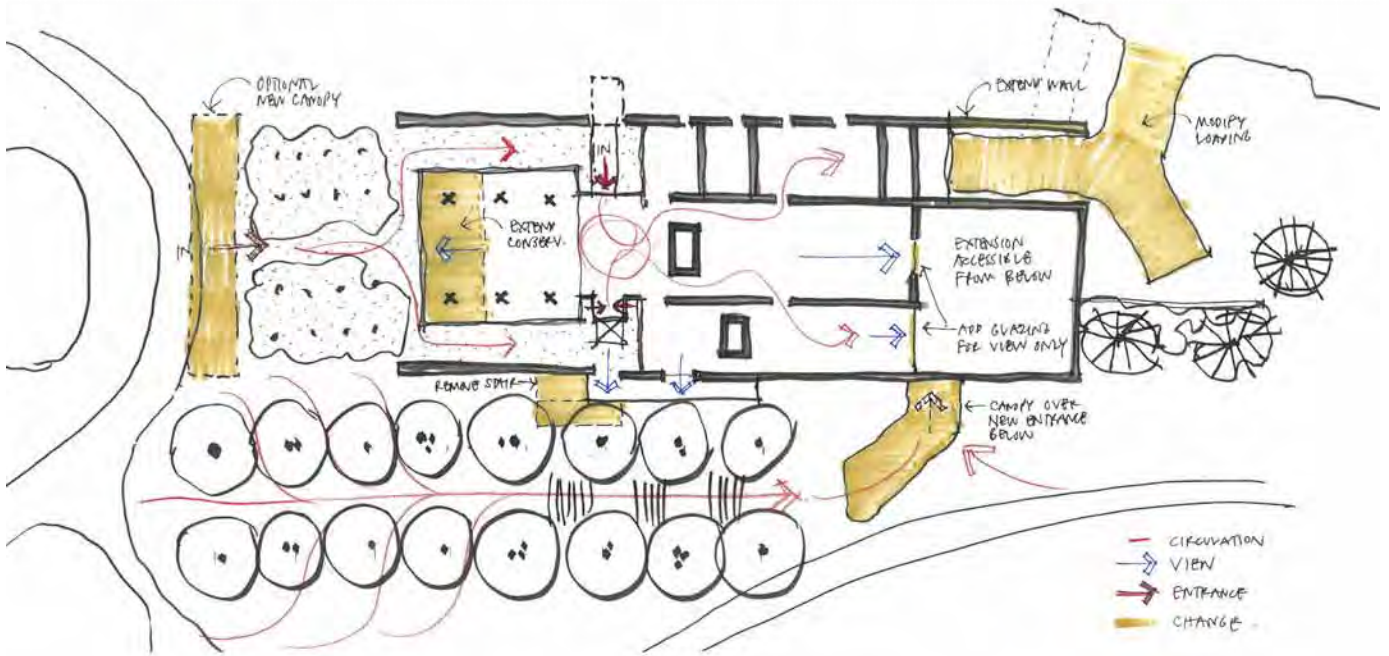 OPTIONAL
NEW CANOPY
EXTEND WALL
MODIFY
LOADING
IN
IN
EXTEND
CONSERV.
EXTENSION
ACCESSIBLE
FROM BELOW
ADD GLAZING
FOR VIEW ONLY
REMOVE STAIR
CANOPY OVER
NEW ENTRANCE
BELOW
CIRCULATION
VIEW
ENTRANCE
CHANGE